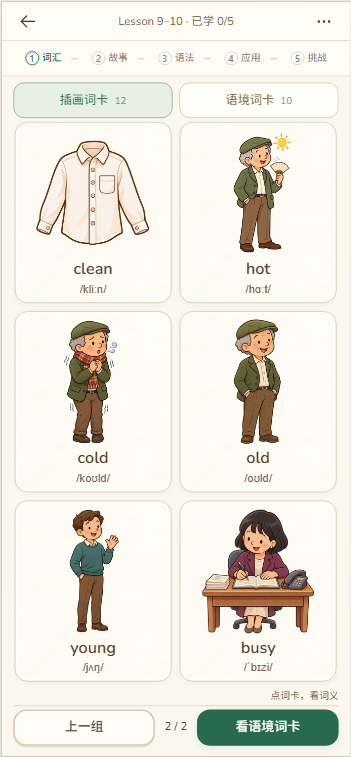 Lesson 9–10 · 已学 0/5
1 词汇 – 2 故事 – 3 语法 – 4 应用 – 5 挑战
插画词卡 12
语境词卡 10
clean
/kliːn/
hot
/hɑːt/
cold
/koʊld/
old
/oʊld/
young
/jʌŋ/
busy
/ˈbɪzi/
点词卡，看词义
上一组
2 / 2
看语境词卡